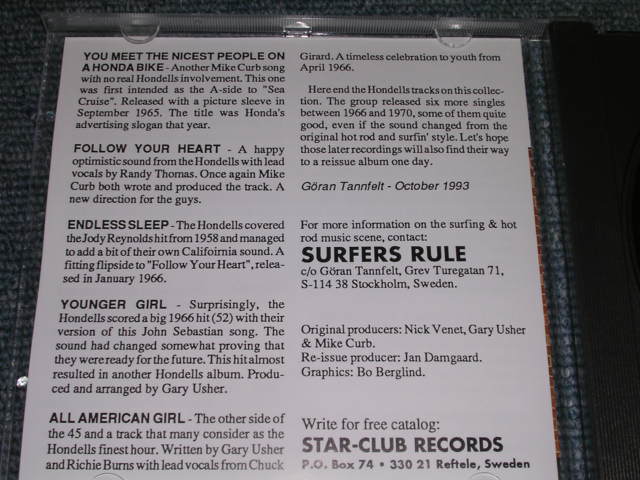 YOU MEET THE NICEST PEOPLE ON
A HONDA BIKE - Another Mike Curb song
with no real Hondells involvement. This one
was first intended as the A-side to "Sea
Cruise". Released with a picture sleeve in
September 1965. The title was Honda's
advertising slogan that year.
FOLLOW YOUR HEART - A happy
optimistic sound from the Hondells with lead
vocals by Randy Thomas. Once again Mike
Curb both wrote and produced the track. A
new direction for the guys.
ENDLESS SLEEP - The Hondells covered
the Jody Reynolds hit from 1958 and managed
to add a bit of their own Califoirnia sound. A
fitting flipside to "Follow Your Heart", relea-
sed in January 1966.
YOUNGER GIRL - Surprisingly, the
Hondells scored a big 1966 hit (52) with their
version of this John Sebastian song. The
sound had changed somewhat proving that
they were ready for the future. This hit almost
resulted in another Hondells album. Produ-
ced and arranged by Gary Usher.
ALL AMERICAN GIRL - The other side of
the 45 and a track that many consider as the
Hondells finest hour. Written by Gary Usher
and Richie Burns with lead vocals from Chuck
Girard. A timeless celebration to youth from
April 1966.
Here end the Hondells tracks on this collec-
tion. The group released six more singles
between 1966 and 1970, some of them quite
good, even if the sound changed from the
original hot rod and surfin' style. Let's hope
those later recordings will also find their way
to a reissue album one day.
Göran Tannfelt - October 1993
For more information on the surfing & hot
rod music scene, contact:
SURFERS RULE
c/o Göran Tannfelt, Grev Turegatan 71,
S-114 38 Stockholm, Sweden.
Original producers: Nick Venet, Gary Usher
& Mike Curb.
Re-issue producer: Jan Damgaard.
Graphics: Bo Berglind.
Write for free catalog:
STAR-CLUB RECORDS
P.O. Box 74 • 330 21 Reftele, Sweden